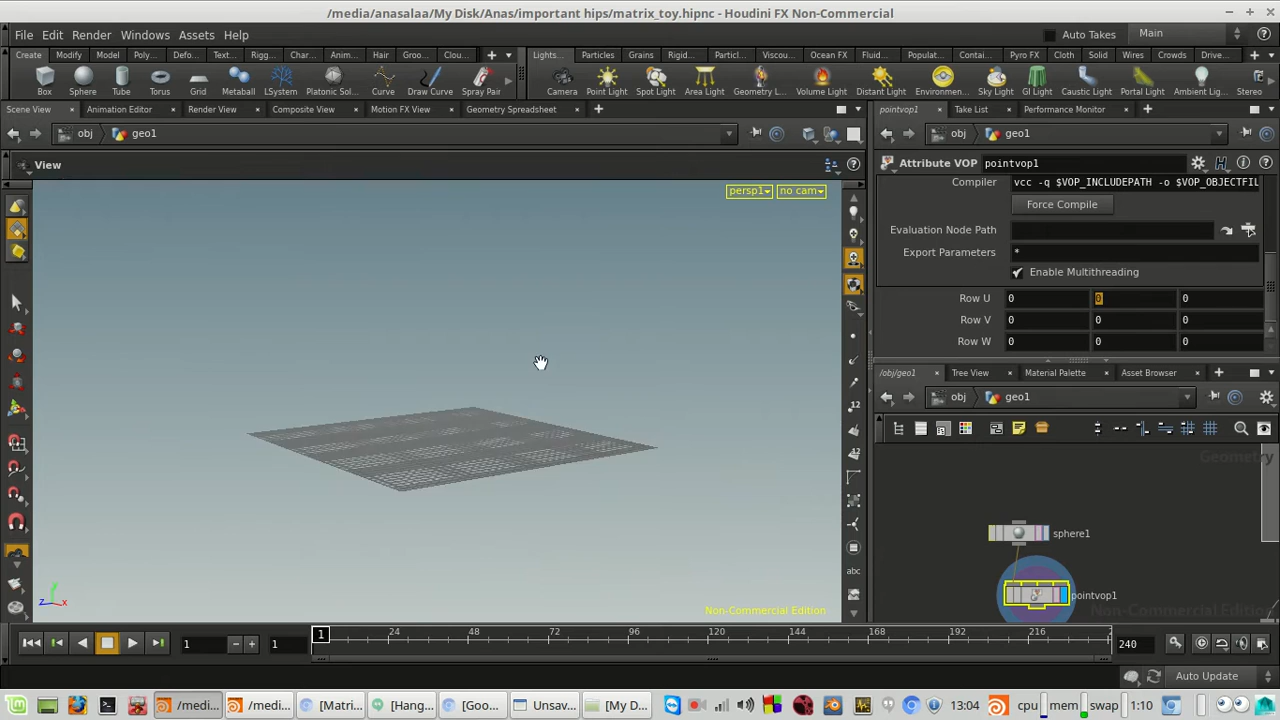 /media/anasalaa/My Disk/Anas/important hips/matrix_toy.hipnc - Houdini FX Non-Commercial
File Edit Render Windows Assets Help
Auto Takes Main
Create Modify Mod... Poly... Defo... Text... Rigg... Char... Anim... Hair Groo... Clou...
Lights... Particles Grains Rigid... Particl... Viscou... Ocean FX Fluid... Populat... Contai... Pyro FX Cloth Solid Wires Crowds Drive...
Box Sphere Tube Torus Grid Metaball LSystem Platonic Sol... Curve Draw Curve Spray Pair
Camera Point Light Spot Light Area Light Geometry L... Volume Light Distant Light Environmen... Sky Light GI Light Caustic Light Portal Light Ambient Lig... Stereo
Scene View Animation Editor Render View Composite View Motion FX View Geometry Spreadsheet
pointvop1 Take List Performance Monitor
obj geo1
obj geo1
View
Attribute VOP pointvop1
persp1 no cam
Compiler vcc -q $VOP_INCLUDEPATH -o $VOP_OBJECTFIL
Force Compile
Evaluation Node Path
Export Parameters *
Enable Multithreading
Row U 0 0 0
Row V 0 0 0
Row W 0 0 0
/obj/geo1 Tree View Material Palette Asset Browser
obj geo1
12
12
abc
Geometry
sphere1
pointvop1
Non-Commercial Edition
Non-Commercial Edition
z x
1 1 1 24 48 72 96 120 144 168 192 216 2 240
Auto Update
/medi... /medi... [Matri... [Hang... [Goo... Unsav... [My D... 13:04 cpu mem swap 1:10